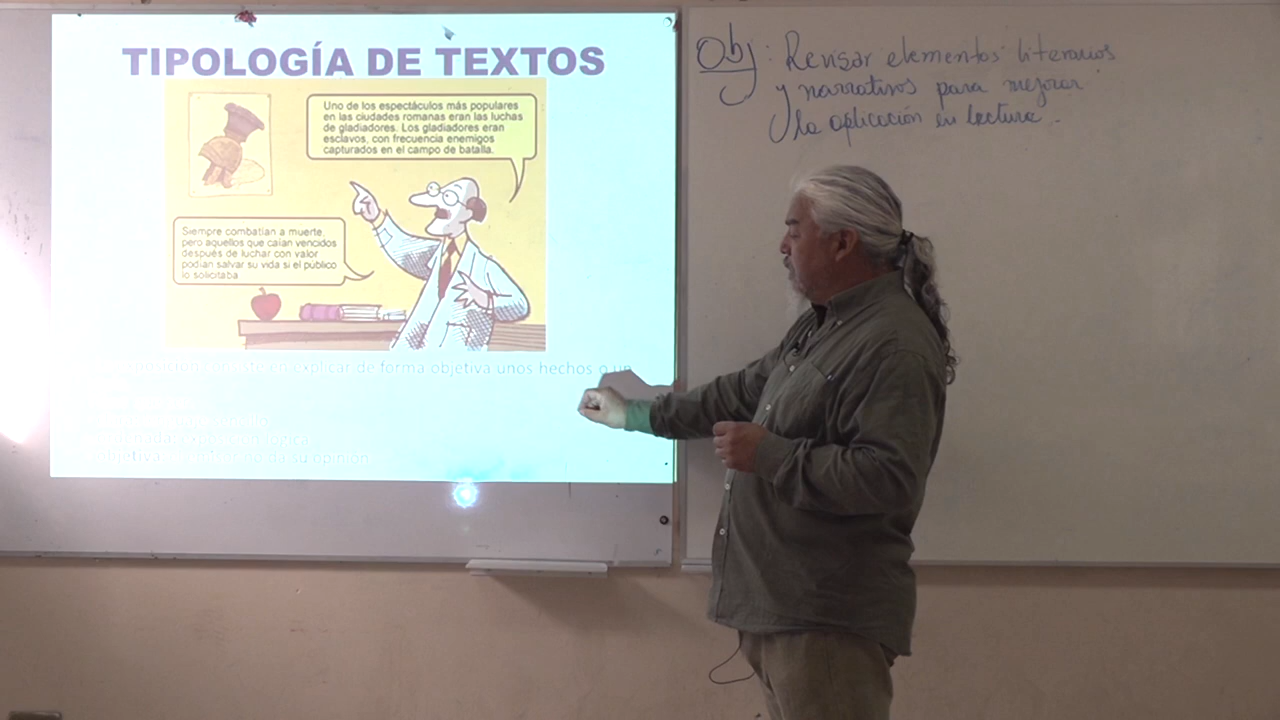 TIPOLOGÍA DE TEXTOS
Uno de los espectáculos más populares
en las ciudades romanas eran las luchas
de gladiadores. Los gladiadores eran
esclavos, con frecuencia enemigos
capturados en el campo de batalla.
Siempre combatían a muerte,
pero aquellos que caían vencidos
después de luchar con valor
podían salvar su vida si el público
lo solicitaba
en explicar de forma objetiva unos hechos o un
lógica
objetiva no da su opinión
Obj: Revisar elementos literarios
y narrativos para mejorar
la aplicación en lectura.